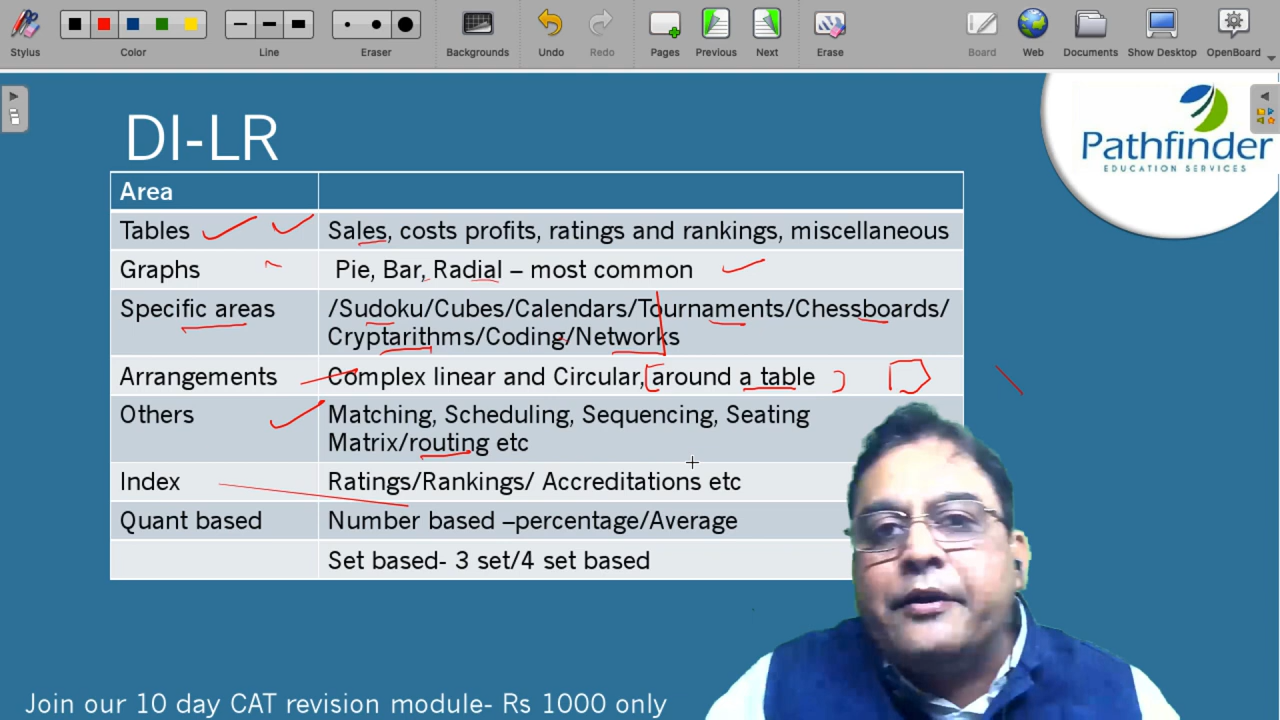 Stylus
Color
Line
Eraser
Backgrounds
Undo
Redo
Pages
Previous
Next
Erase
Board
Web
Documents
Show Desktop
OpenBoard
DI-LR
Pathfinder
EDUCATION SERVICES
Area
Tables Sales, costs profits, ratings and rankings, miscellaneous
Graphs Pie, Bar, Radial – most common
Specific areas /Sudoku/Cubes/Calendars/Tournaments/Chessboards/
Cryptarithms/Coding/Networks
Arrangements Complex linear and Circular, around a table
Others Matching, Scheduling, Sequencing, Seating
Matrix/routing etc
Index Ratings/Rankings/ Accreditations etc
Quant based Number based –percentage/Average
Set based- 3 set/4 set based
Join our 10 day CAT revision module- Rs 1000 only